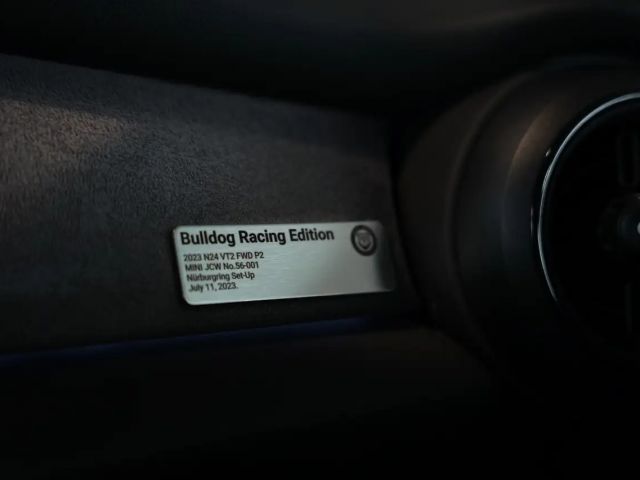 Bulldog Racing Edition
2023 N24 VT2 FWD P2
MINI JCW No.56-001
Nürburgring Set-Up
July 11, 2023.